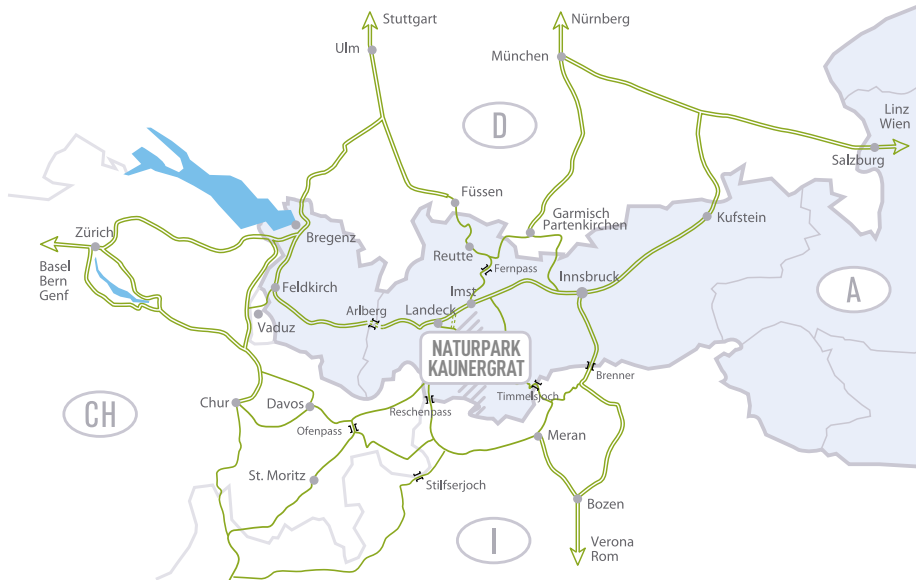 Stuttgart
Nürnberg
Ulm
München
D
Linz
Wien
Salzburg
Füssen
Garmisch
Partenkirchen
Kufstein
Zürich
Bregenz
Reutte
Fernpass
Innsbruck
Basel
Bern
Genf
Feldkirch
Imst
A
Arlberg
Landeck
Vaduz
NATURPARK
KAUNERGRAT
Brenner
Timmelsjoch
CH
Chur
Davos
Reschenpass
Ofenpass
Meran
St. Moritz
Stilfserjoch
Bozen
I
Verona
Rom